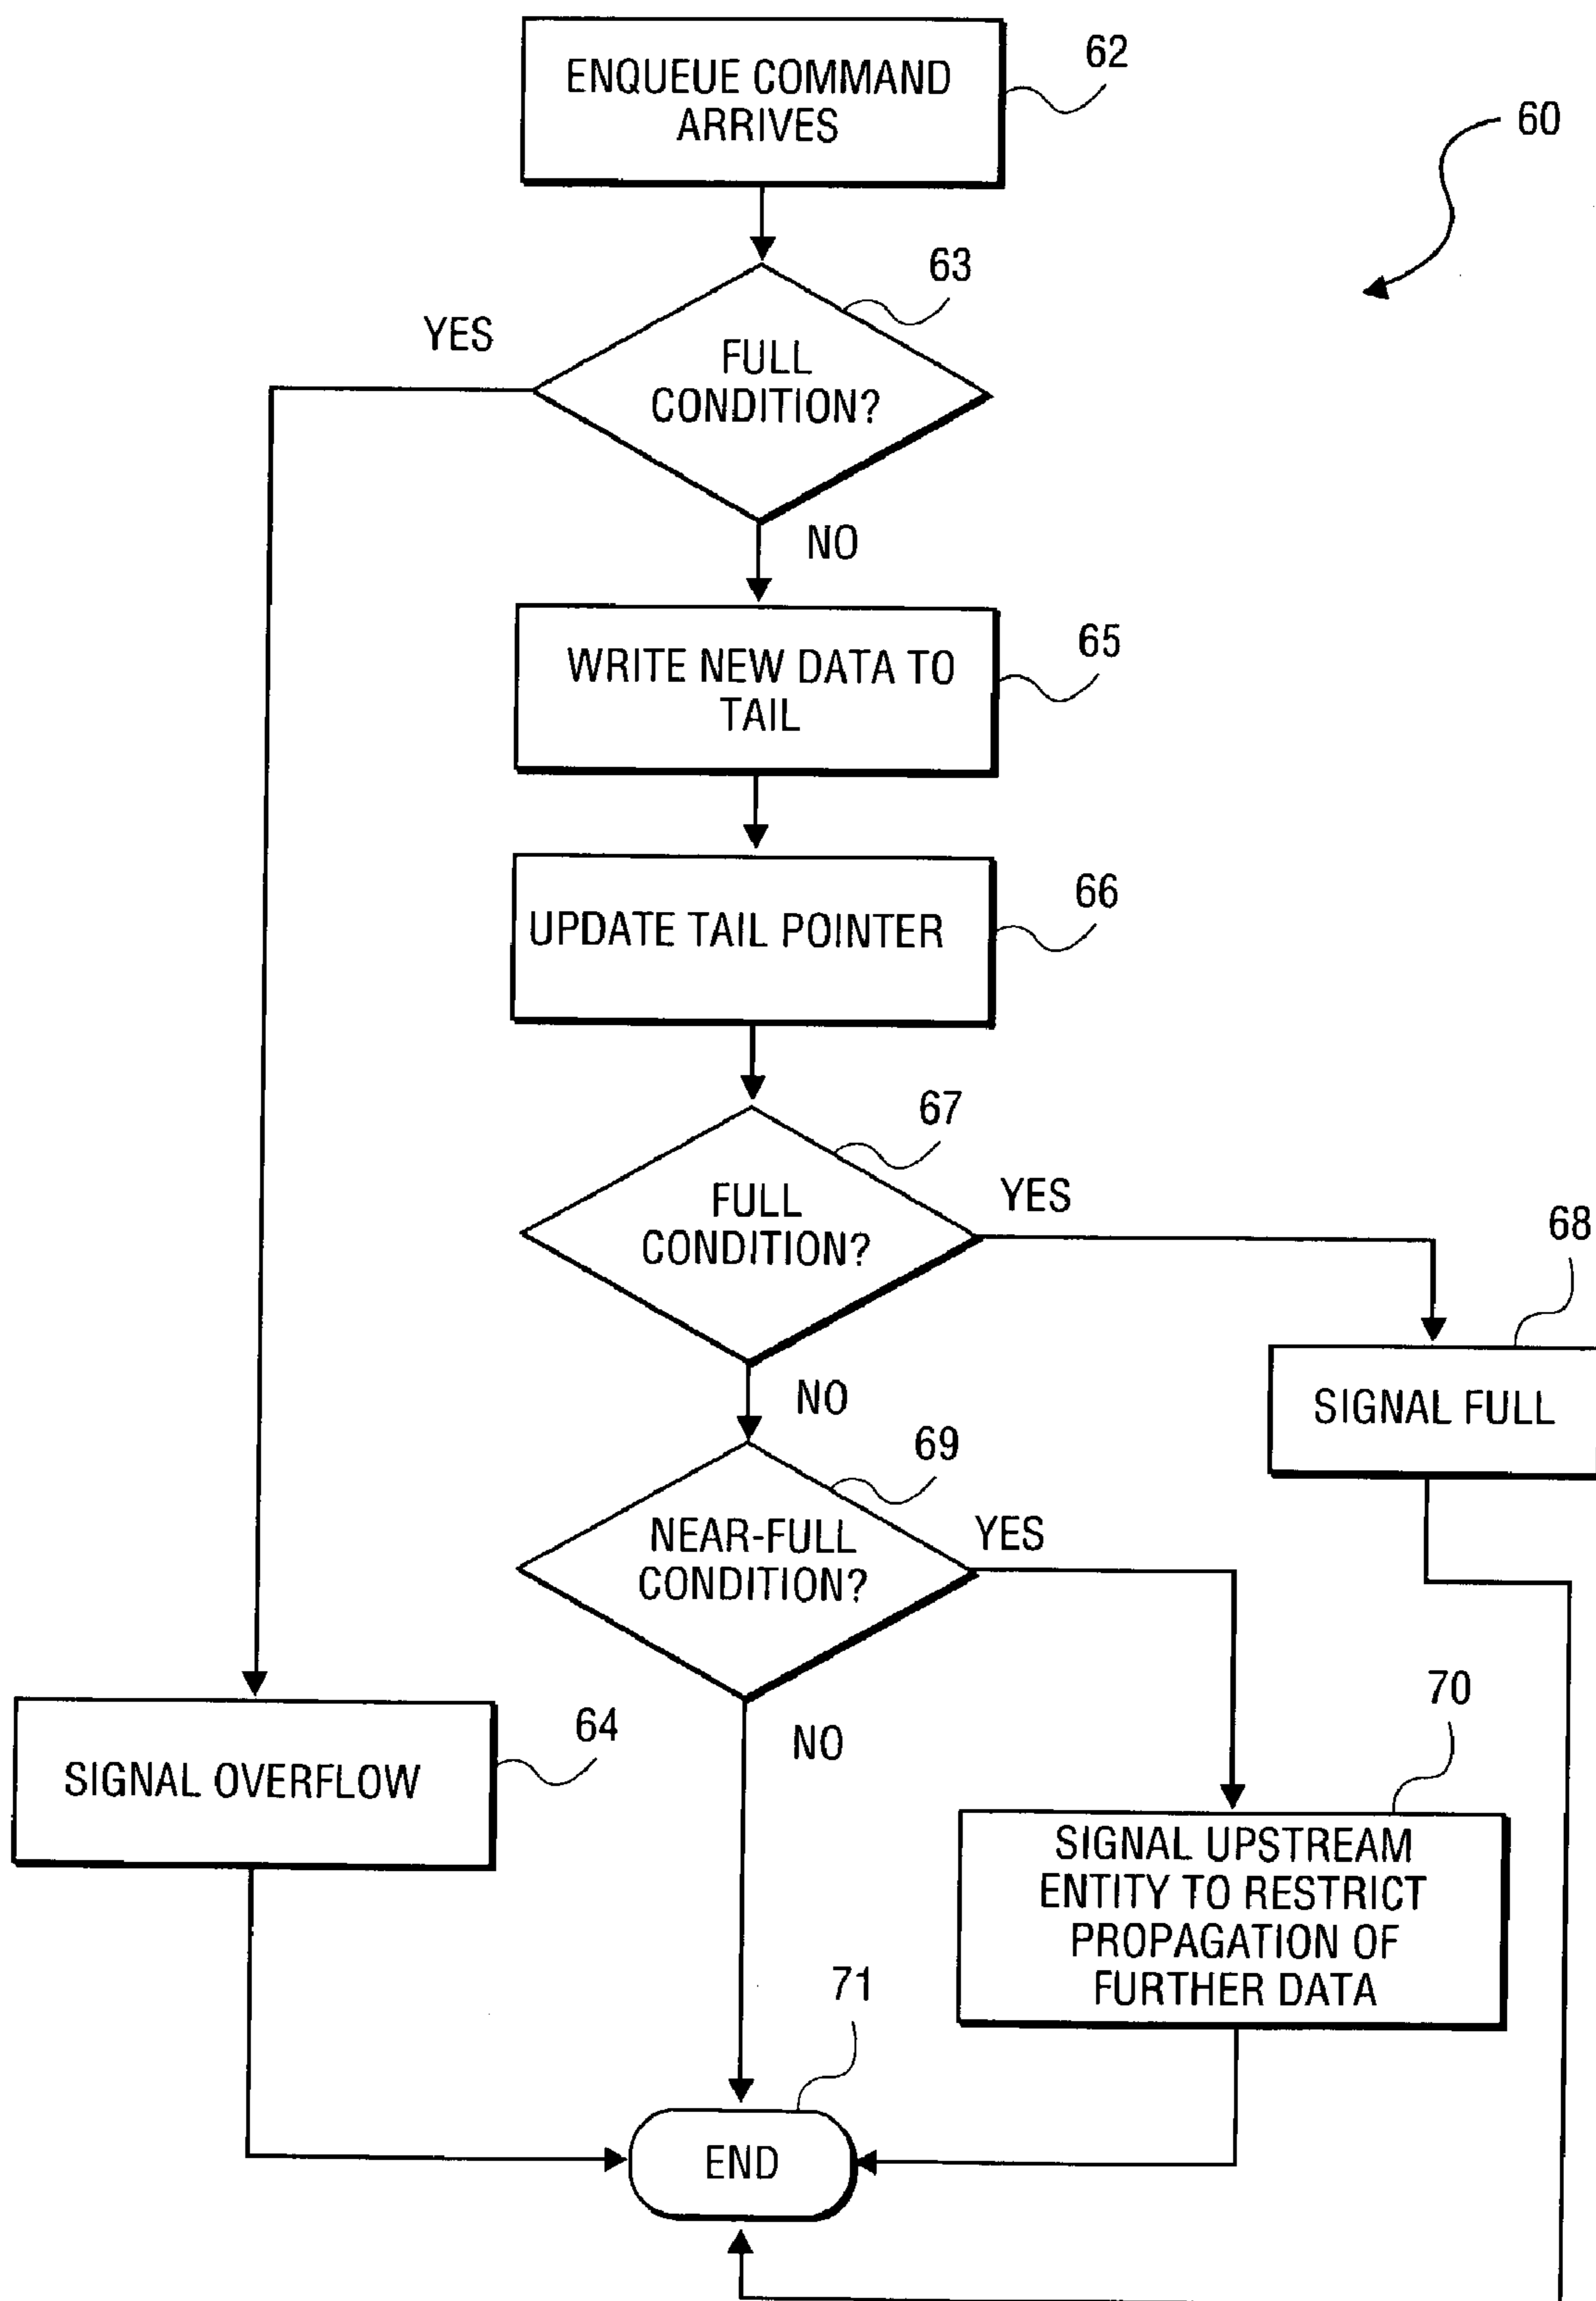 ENQUEUE COMMAND
ARRIVES
62
60
63
YES
FULL
CONDITION?
NO
65
WRITE NEW DATA TO
TAIL
66
UPDATE TAIL POINTER
67
FULL
CONDITION?
YES
68
SIGNAL FULL
NO
69
NEAR-FULL
CONDITION?
YES
70
64
NO
SIGNAL OVERFLOW
SIGNAL UPSTREAM
ENTITY TO RESTRICT
PROPAGATION OF
FURTHER DATA
71
END